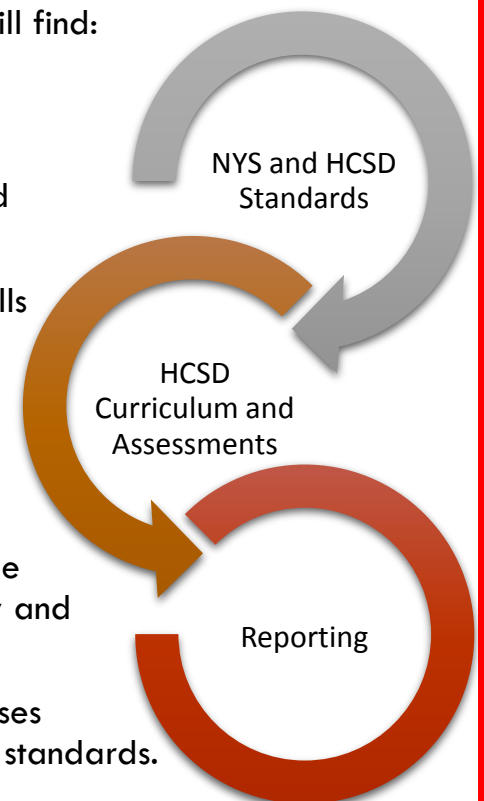 ill find:
NYS and HCSD
Standards
d
lls
HCSD
Curriculum and
Assessments
e
y and
Reporting
ses
standards.